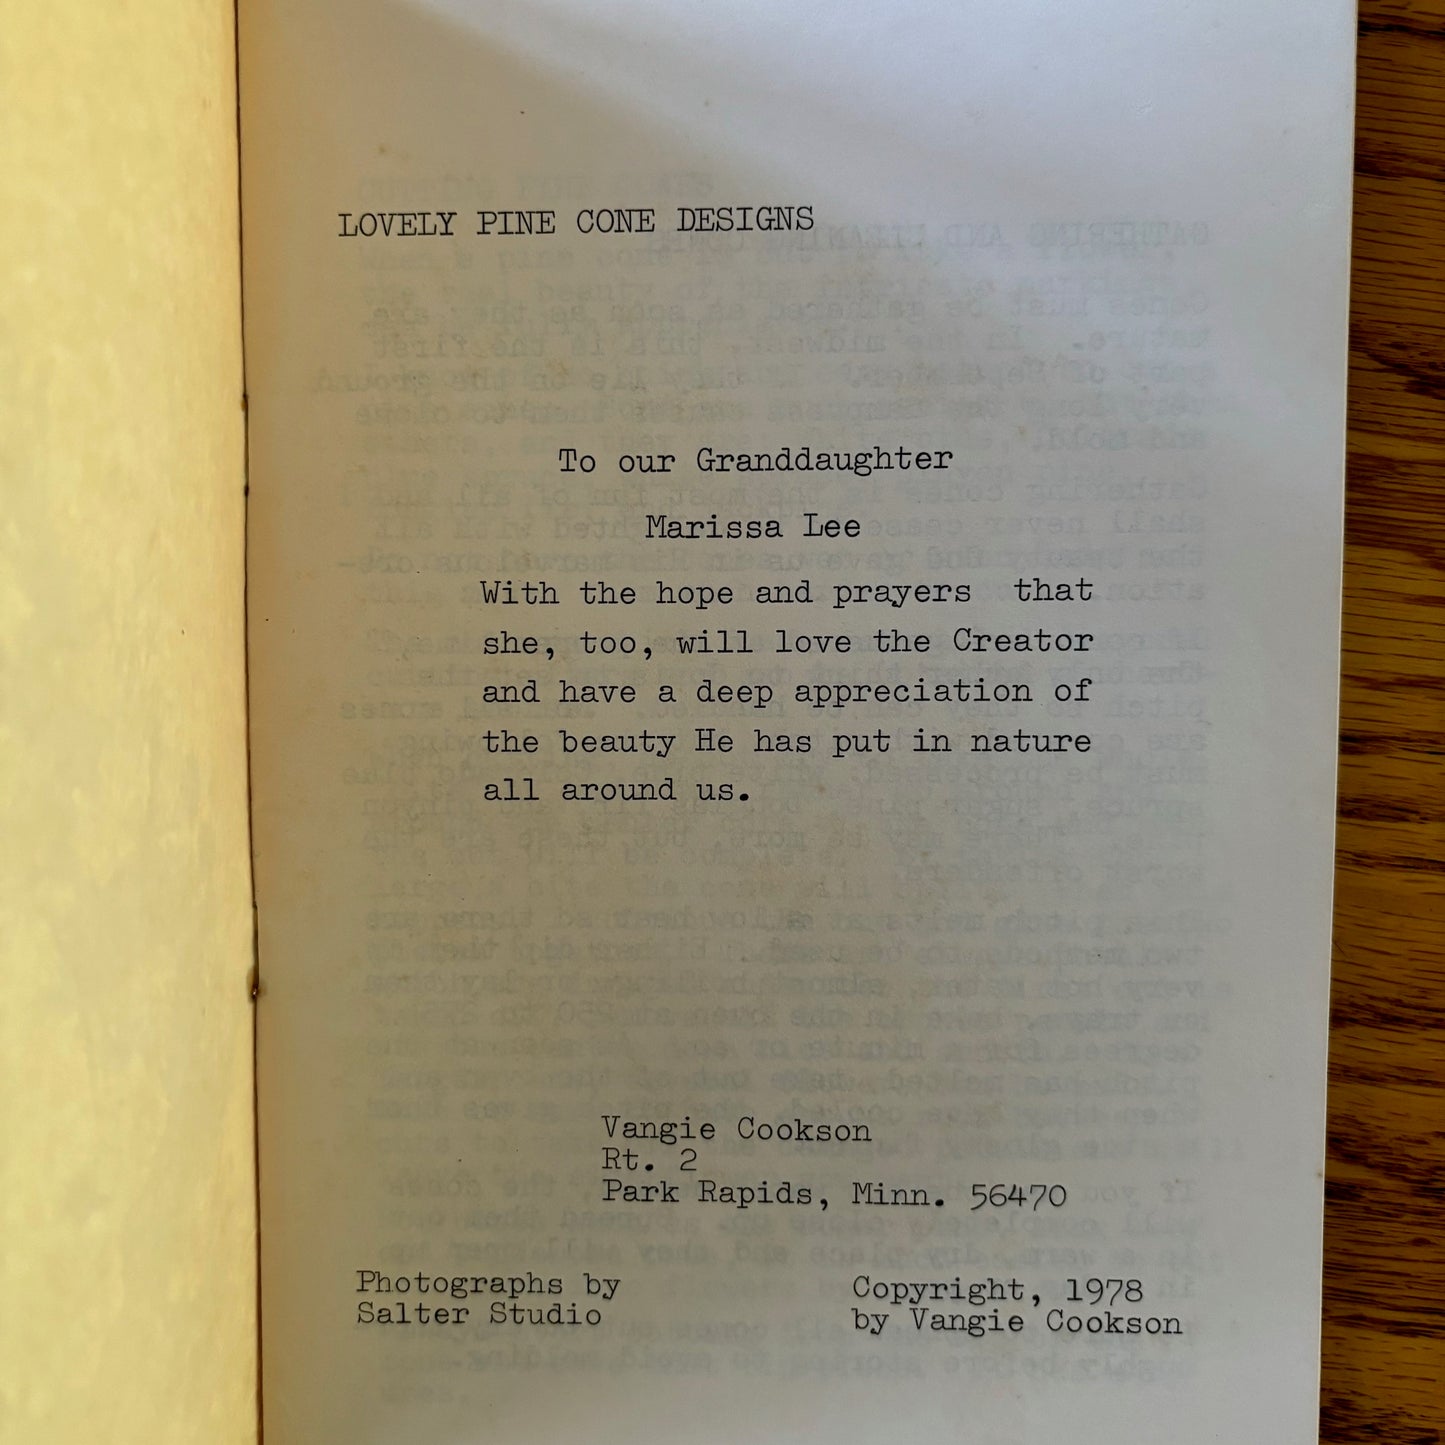 LOVELY PINE CONE DESIGNS
To our Granddaughter
Marissa Lee
With the hope and prayers that
she, too, will love the Creator
and have a deep appreciation of
the beauty He has put in nature
all around us.
Vangie Cookson
Rt. 2
Park Rapids, Minn. 56470
Photographs by
Salter Studio
Copyright, 1978
by Vangie Cookson